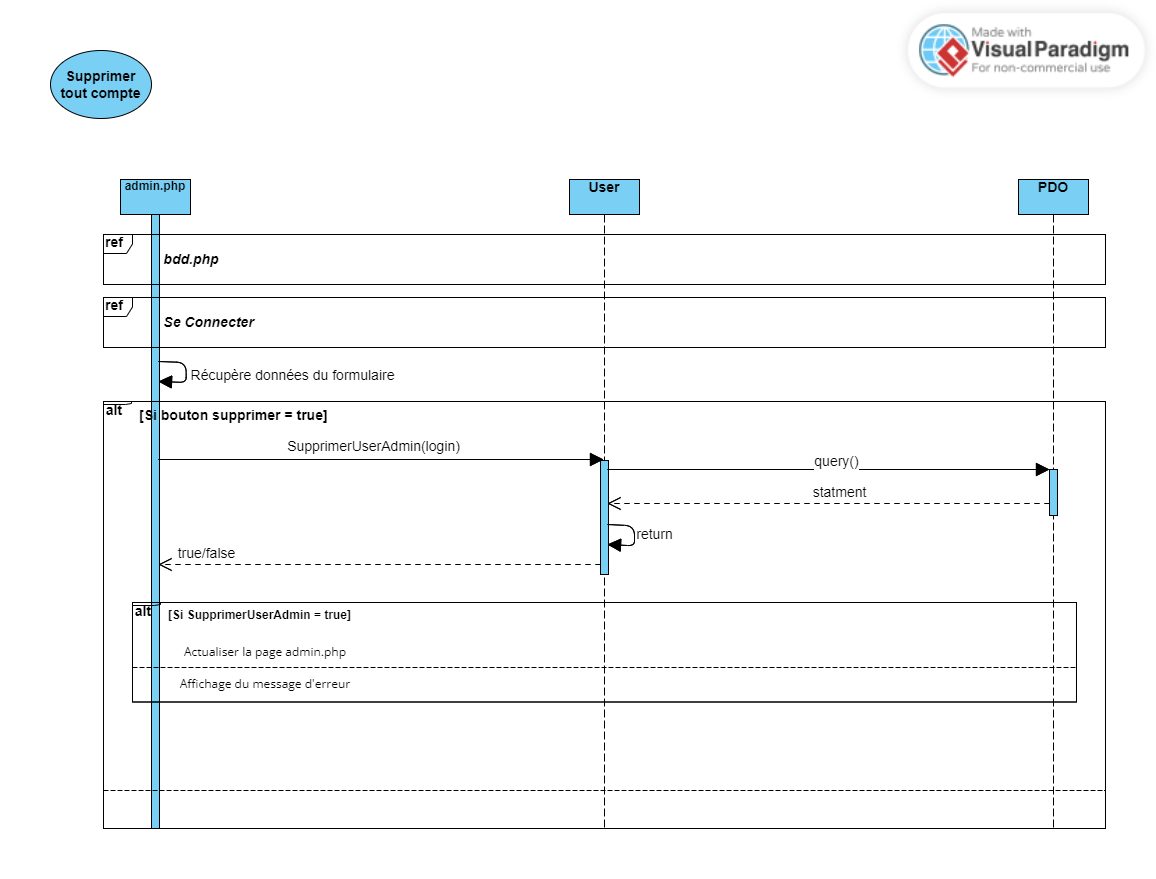 Made with
Visual Paradigm
For non-commercial use
Supprimer
tout compte
admin.php
User
PDO
ref
bdd.php
ref
Se Connecter
Récupère données du formulaire
alt
[Si bouton supprimer = true]
SupprimerUserAdmin(login)
query()
statment
return
true/false
alt
[Si SupprimerUserAdmin = true]
Actualiser la page admin.php
Affichage du message d'erreur